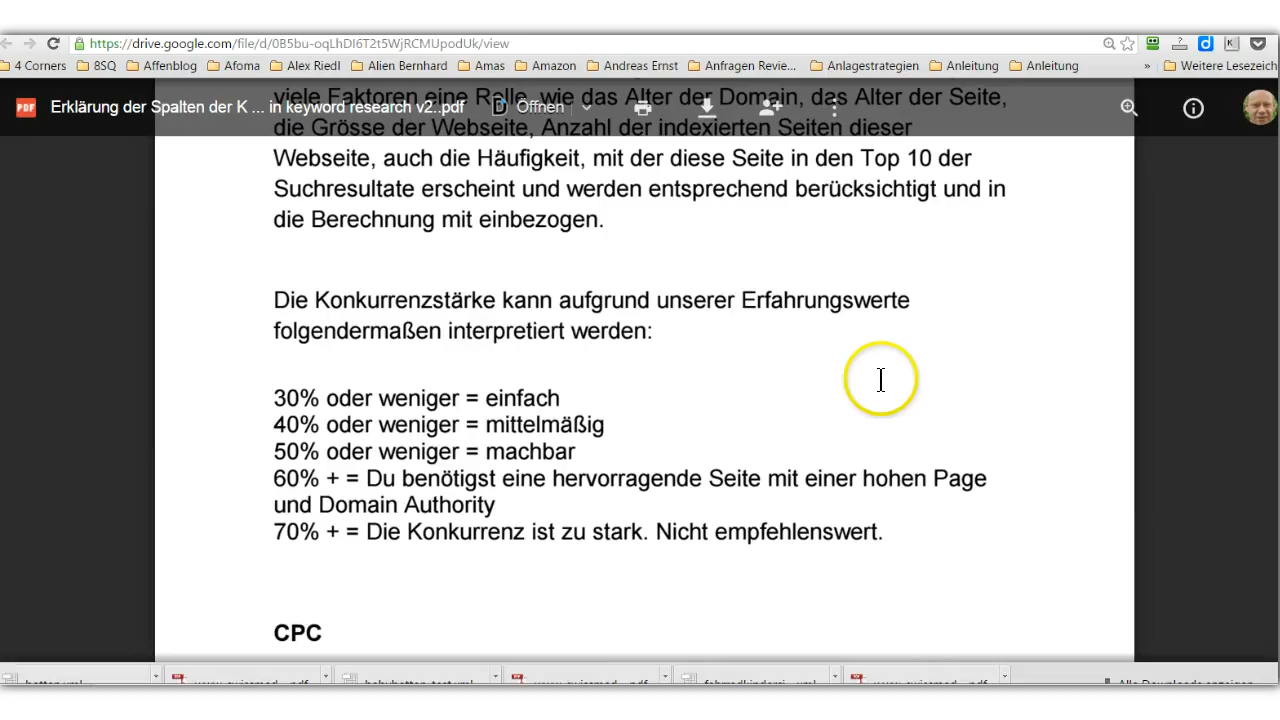 https://drive.google.com/file/d/0B5bu-oqLhDI6T2t5WjRCMUpodUk/view
4 Corners 8SQ Affenblog Afoma Alex Riedl Alien Bernhard Amas Amazon Andreas Ernst Anfragen Revie... Anlagestrategien Anleitung Anleitung » Weitere Lesezeich
viele Faktoren eine Rolle, wie das Alter der Domain, das Alter der Seite,
PDF Erklärung der Spalten der K ... in keyword research v2..pdf Öffnen
die Grösse der Webseite, Anzahl der indexierten Seiten dieser
Webseite, auch die Häufigkeit, mit der diese Seite in den Top 10 der
Suchresultate erscheint und werden entsprechend berücksichtigt und in
die Berechnung mit einbezogen.
Die Konkurrenzstärke kann aufgrund unserer Erfahrungswerte
folgendermaßen interpretiert werden:
30% oder weniger = einfach
40% oder weniger = mittelmäßig
50% oder weniger = machbar
60% + = Du benötigst eine hervorragende Seite mit einer hohen Page
und Domain Authority
70% + = Die Konkurrenz ist zu stark. Nicht empfehlenswert.
CPC
Alle Downloads anzeigen